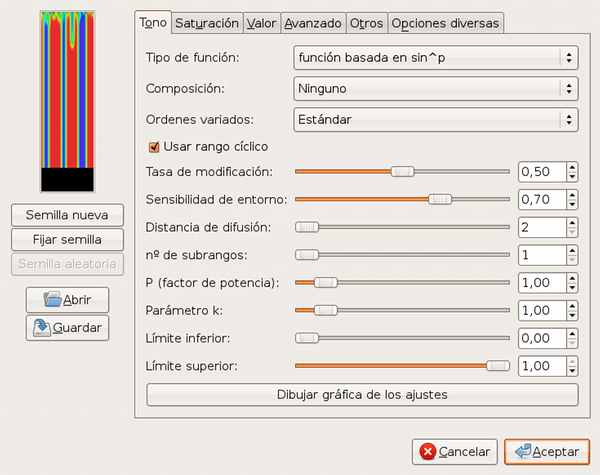 Tono Saturación Valor Avanzado Otros Opciones diversas
Tipo de función: función basada en sin^p
Composición: Ninguno
Ordenes variados: Estándar
Usar rango cíclico
Tasa de modificación: 0,50
Sensibilidad de entorno: 0,70
Distancia de difusión: 2
nº de subrangos: 1
P (factor de potencia): 1,00
Parámetro k: 1,00
Límite inferior: 0,00
Límite superior: 1,00
Dibujar gráfica de los ajustes
Semilla nueva
Fijar semilla
Semilla aleatoria
Abrir
Guardar
Cancelar Aceptar